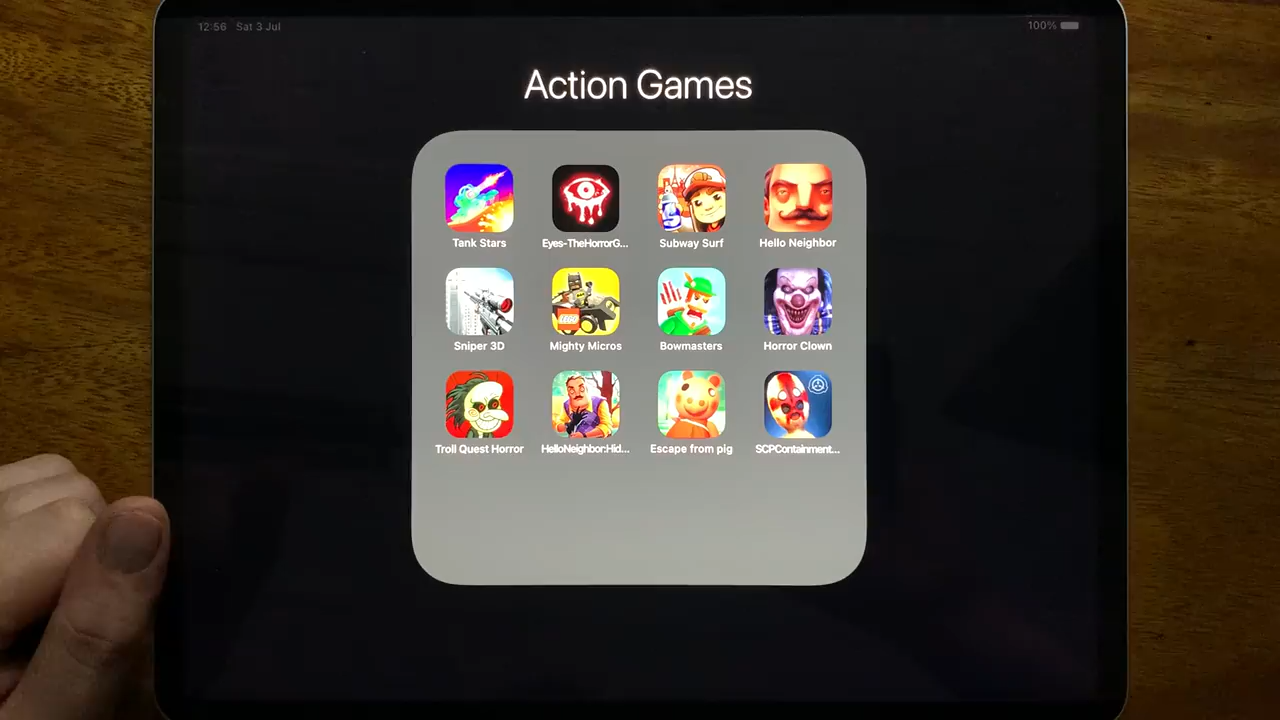 12:56 Sat 3 Jul
100%
Action Games
Tank Stars
Eyes-TheHorrorG...
Subway Surf
Hello Neighbor
LEGO
Sniper 3D
Mighty Micros
Bowmasters
Horror Clown
Troll Quest Horror
HelloNeighbor:Hid...
Escape from pig
SCPContainment...